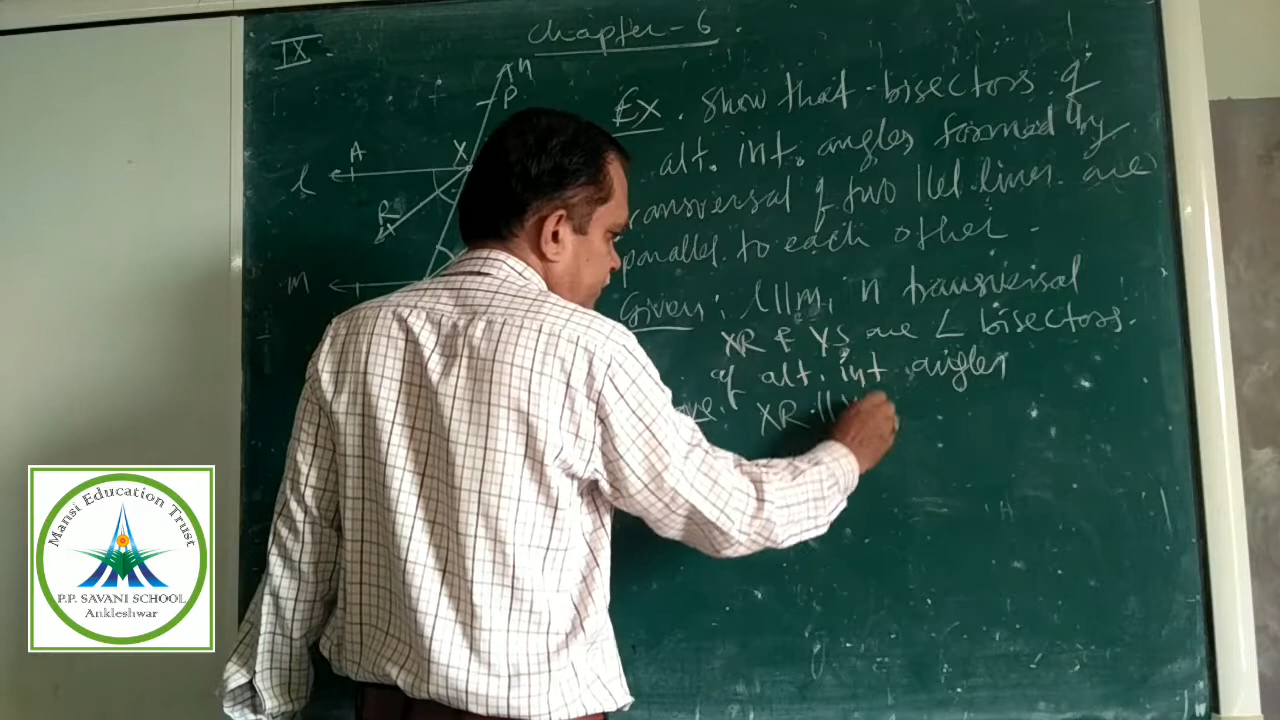 IX.
Chapter-6.
n
P
A
X
l
R
m
Ex. Show that bisectors of
alt. int. angles formed by
ransversal of two ||el lines are
parallel to each other.
Given: l||m, n transversal
XR & YS are ∠ bisectors.
of alt. int angles
ove. XR ||
Mansi Education Trust
P.P. SAVANI SCHOOL
Ankleshwar